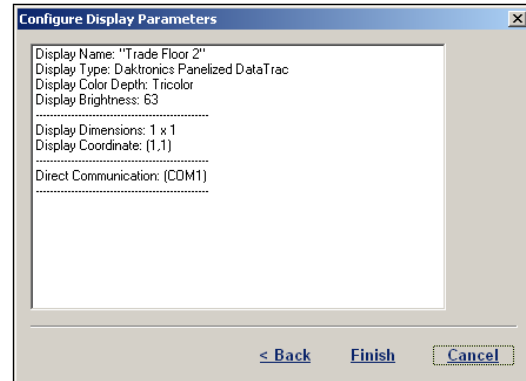 Configure Display Parameters
Display Name: "Trade Floor 2"
Display Type: Daktronics Panelized DataTrac
Display Color Depth: Tricolor
Display Brightness: 63
--------------------------------------------
Display Dimensions: 1 x 1
Display Coordinate: (1,1)
--------------------------------------------
Direct Communication: (COM1)
--------------------------------------------
< Back Finish Cancel